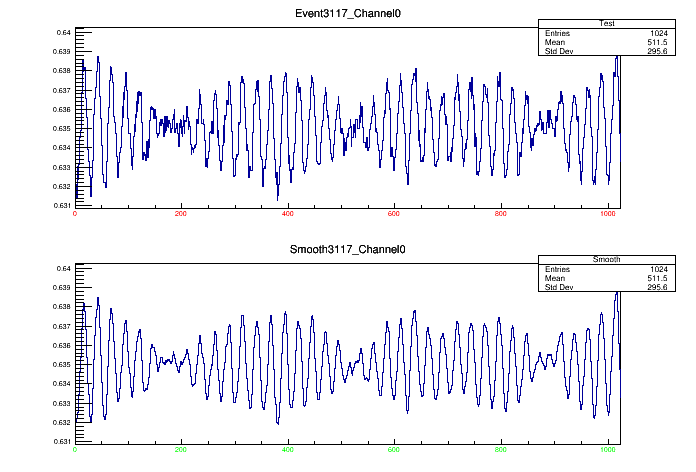 Event3117_Channel0
Test
Entries 1024
Mean 511.5
Std Dev 295.6
0.64
0.639
0.638
0.637
0.636
0.635
0.634
0.633
0.632
0.631
0 200 400 600 800 1000
Smooth3117_Channel0
Smooth
Entries 1024
Mean 511.5
Std Dev 295.6
0.64
0.639
0.638
0.637
0.636
0.635
0.634
0.633
0.632
0.631
0 200 400 600 800 1000